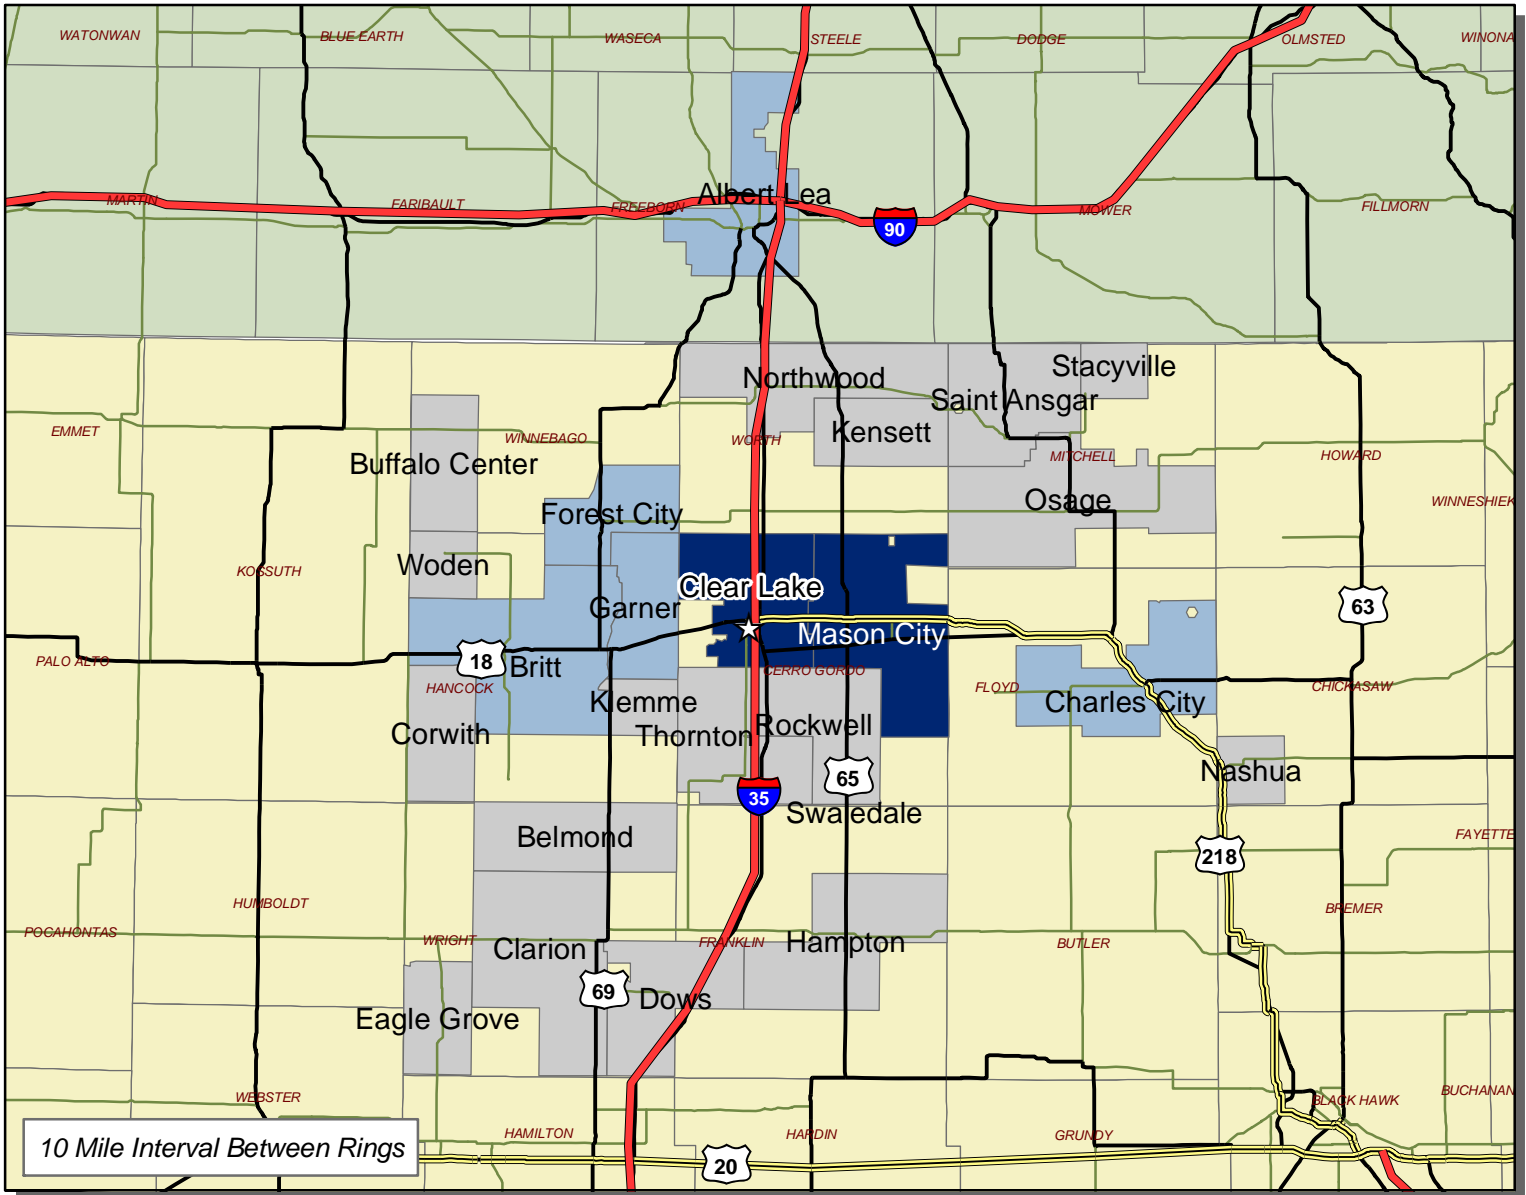 WATONWAN
BLUE EARTH
WASECA
STEELE
DODGE
OLMSTED
WINONA
MARTIN
FARIBAULT
FREEBORN
Albert Lea
90
MOWER
FILLMORN
Northwood
Stacyville
Saint Ansgar
EMMET
WINNEBAGO
WORTH
Kensett
MITCHELL
HOWARD
Buffalo Center
Forest City
Osage
WINNESHIEK
KOSSUTH
Woden
Clear Lake
Garner
Mason City
63
PALO ALTO
18
Britt
HANCOCK
CERRO GORDO
FLOYD
CHICKASAW
Klemme
Charles City
Corwith
Thornton
Rockwell
Nashua
65
35
Swaledale
Belmond
218
FAYETTE
HUMBOLDT
BREMER
POCAHONTAS
WRIGHT
Clarion
FRANKLIN
Hampton
BUTLER
69
Dows
Eagle Grove
WEBSTER
BLACK HAWK
BUCHANAN
10 Mile Interval Between Rings
HAMILTON
HARDIN
GRUNDY
20